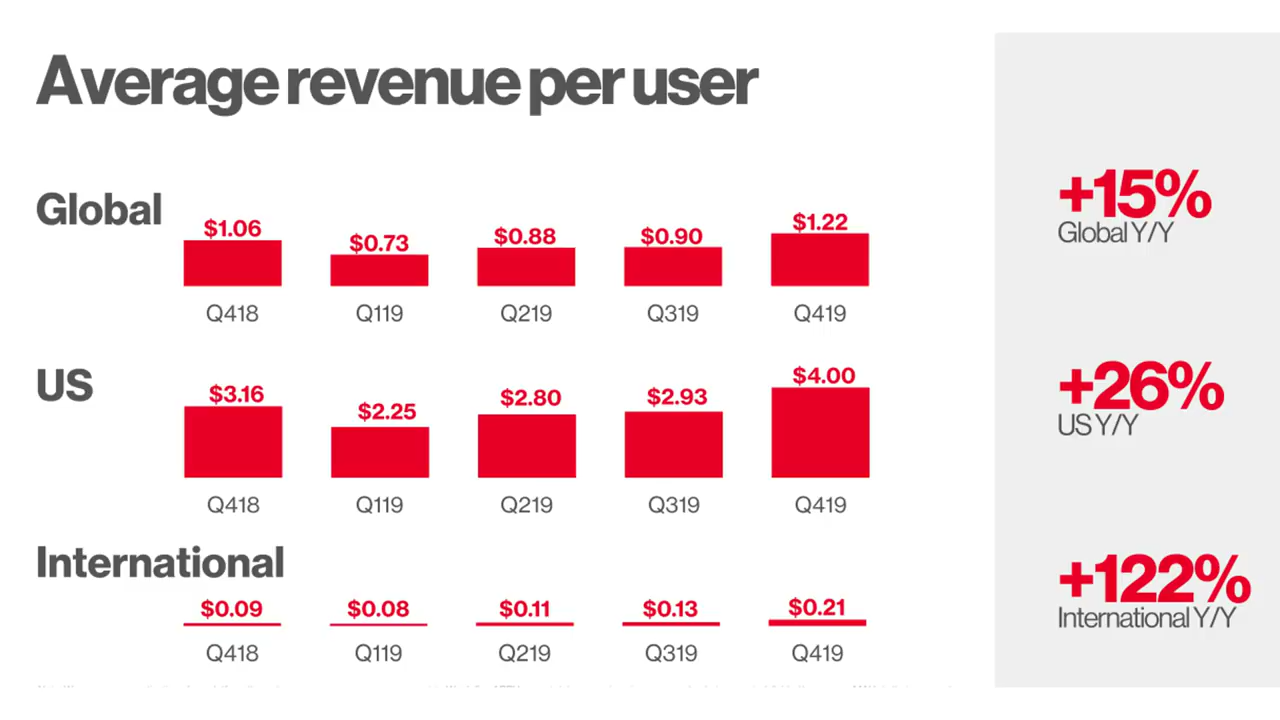 Average revenue per user
Global
$1.06 $0.73 $0.88 $0.90 $1.22
Q418 Q119 Q219 Q319 Q419
+15%
Global Y/Y
US
$3.16 $2.25 $2.80 $2.93 $4.00
Q418 Q119 Q219 Q319 Q419
+26%
US Y/Y
International
$0.09 $0.08 $0.11 $0.13 $0.21
Q418 Q119 Q219 Q319 Q419
+122%
International Y/Y